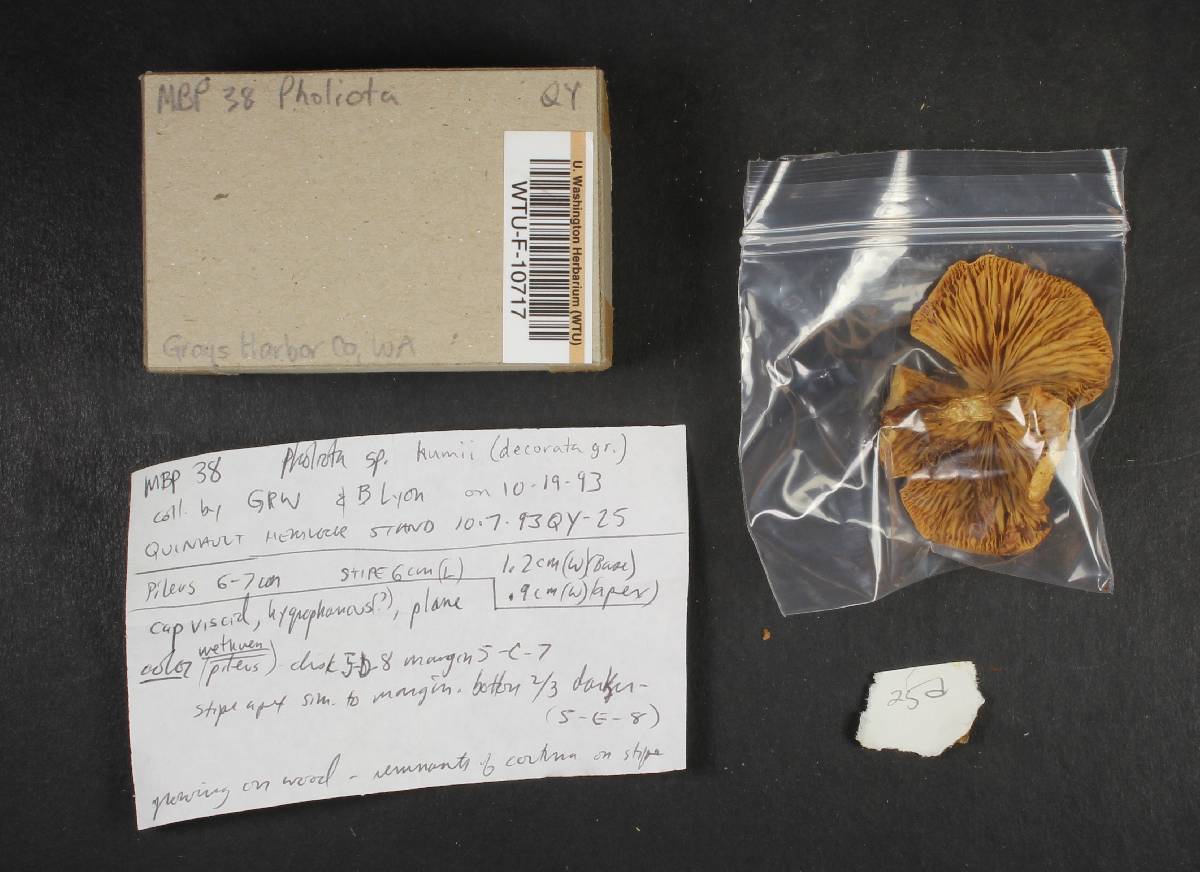 MBP 38 Pholiota QY
U. Washington Herbarium (WTU)
WTU-F-10717
Grays Harbor Co, WA
MBP 38 Pholiota sp. kumii (decorata gr.)
coll. by GRW & B Lyon on 10-19-93
QUINAULT HEMLOCK STAND 10.7.93 QY-25
Pileus 6-7cm STIPE 6cm (L) 1.2cm (W)(Base)
.9cm (W)(apex)
cap viscid, hygrophanous(?), plane
methuen
color (pileus) - disk 5-D-8 margin 5-C-7
stipe apex sim. to margin. bottom 2/3 darker-
(5-E-8)
growing on wood - remnants of cortina on stipe